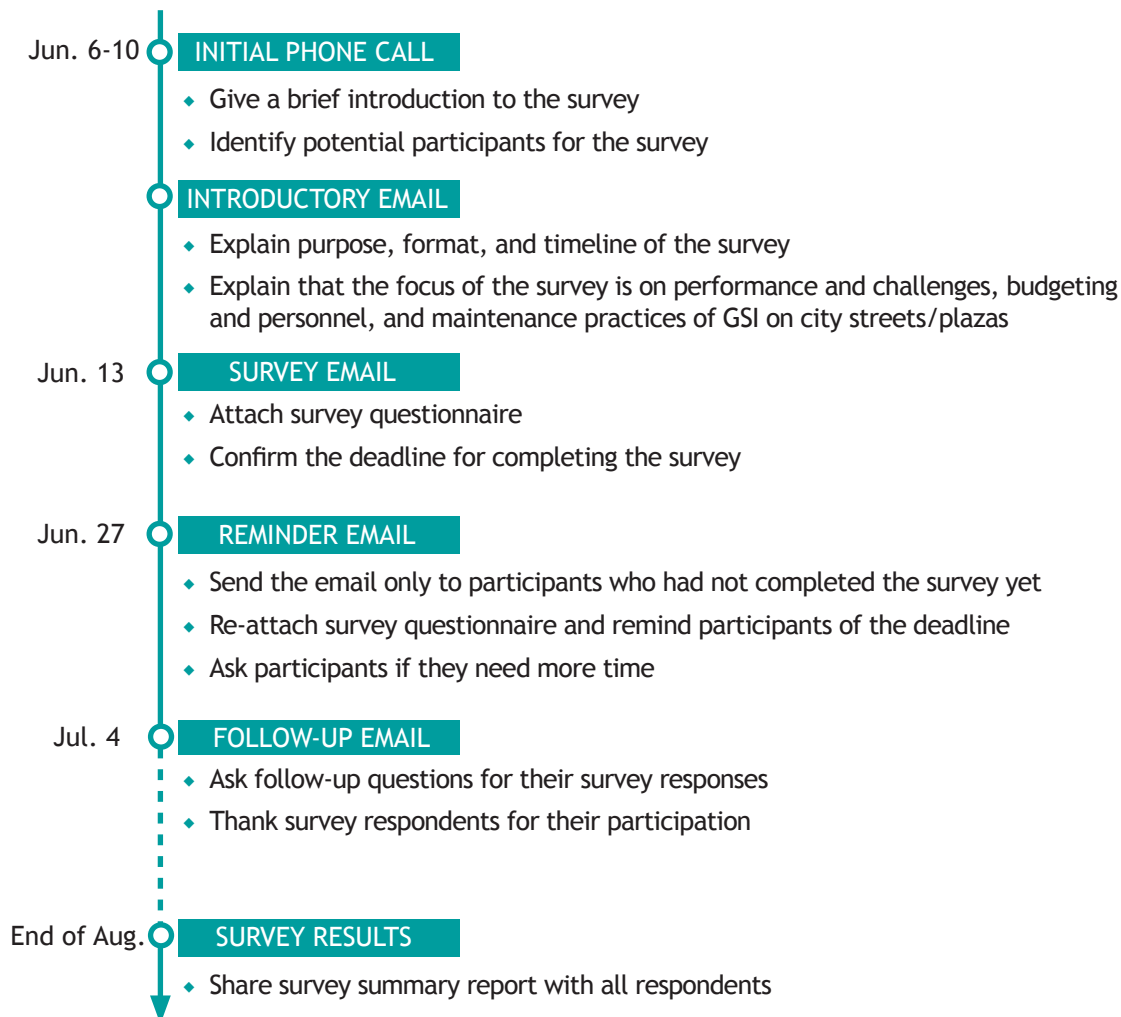 Jun. 6-10 INITIAL PHONE CALL
◆ Give a brief introduction to the survey
◆ Identify potential participants for the survey
INTRODUCTORY EMAIL
◆ Explain purpose, format, and timeline of the survey
◆ Explain that the focus of the survey is on performance and challenges, budgeting
and personnel, and maintenance practices of GSI on city streets/plazas
Jun. 13 SURVEY EMAIL
◆ Attach survey questionnaire
◆ Confirm the deadline for completing the survey
Jun. 27 REMINDER EMAIL
◆ Send the email only to participants who had not completed the survey yet
◆ Re-attach survey questionnaire and remind participants of the deadline
◆ Ask participants if they need more time
Jul. 4 FOLLOW-UP EMAIL
◆ Ask follow-up questions for their survey responses
◆ Thank survey respondents for their participation
End of Aug. SURVEY RESULTS
◆ Share survey summary report with all respondents